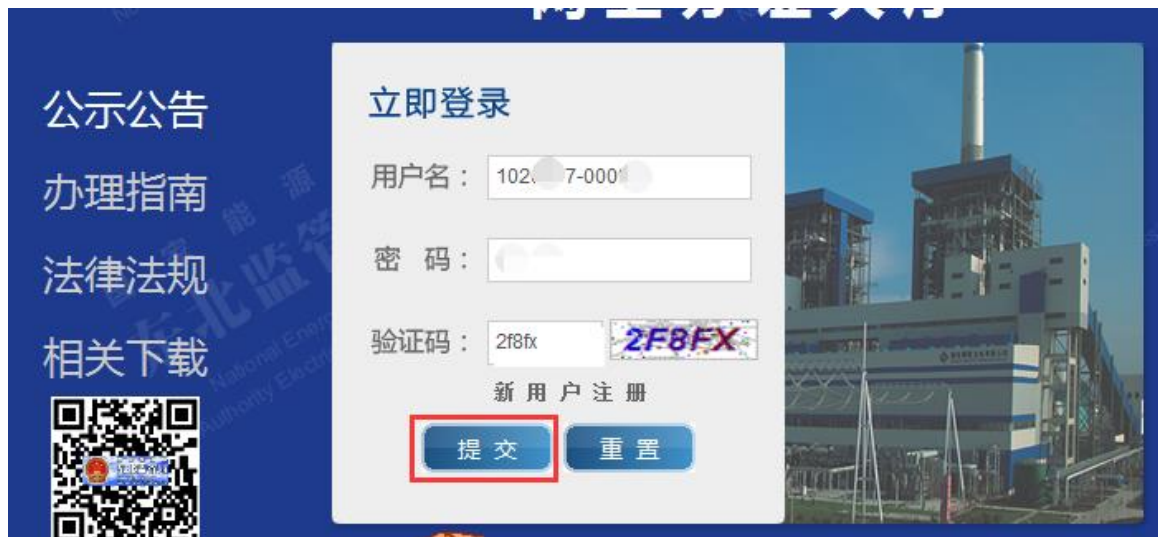 公示公告
办理指南
法律法规
相关下载
立即登录
用户名：
密 码：
验证码： 2f8fx 2F8FX
新用户注册
提 交 重 置